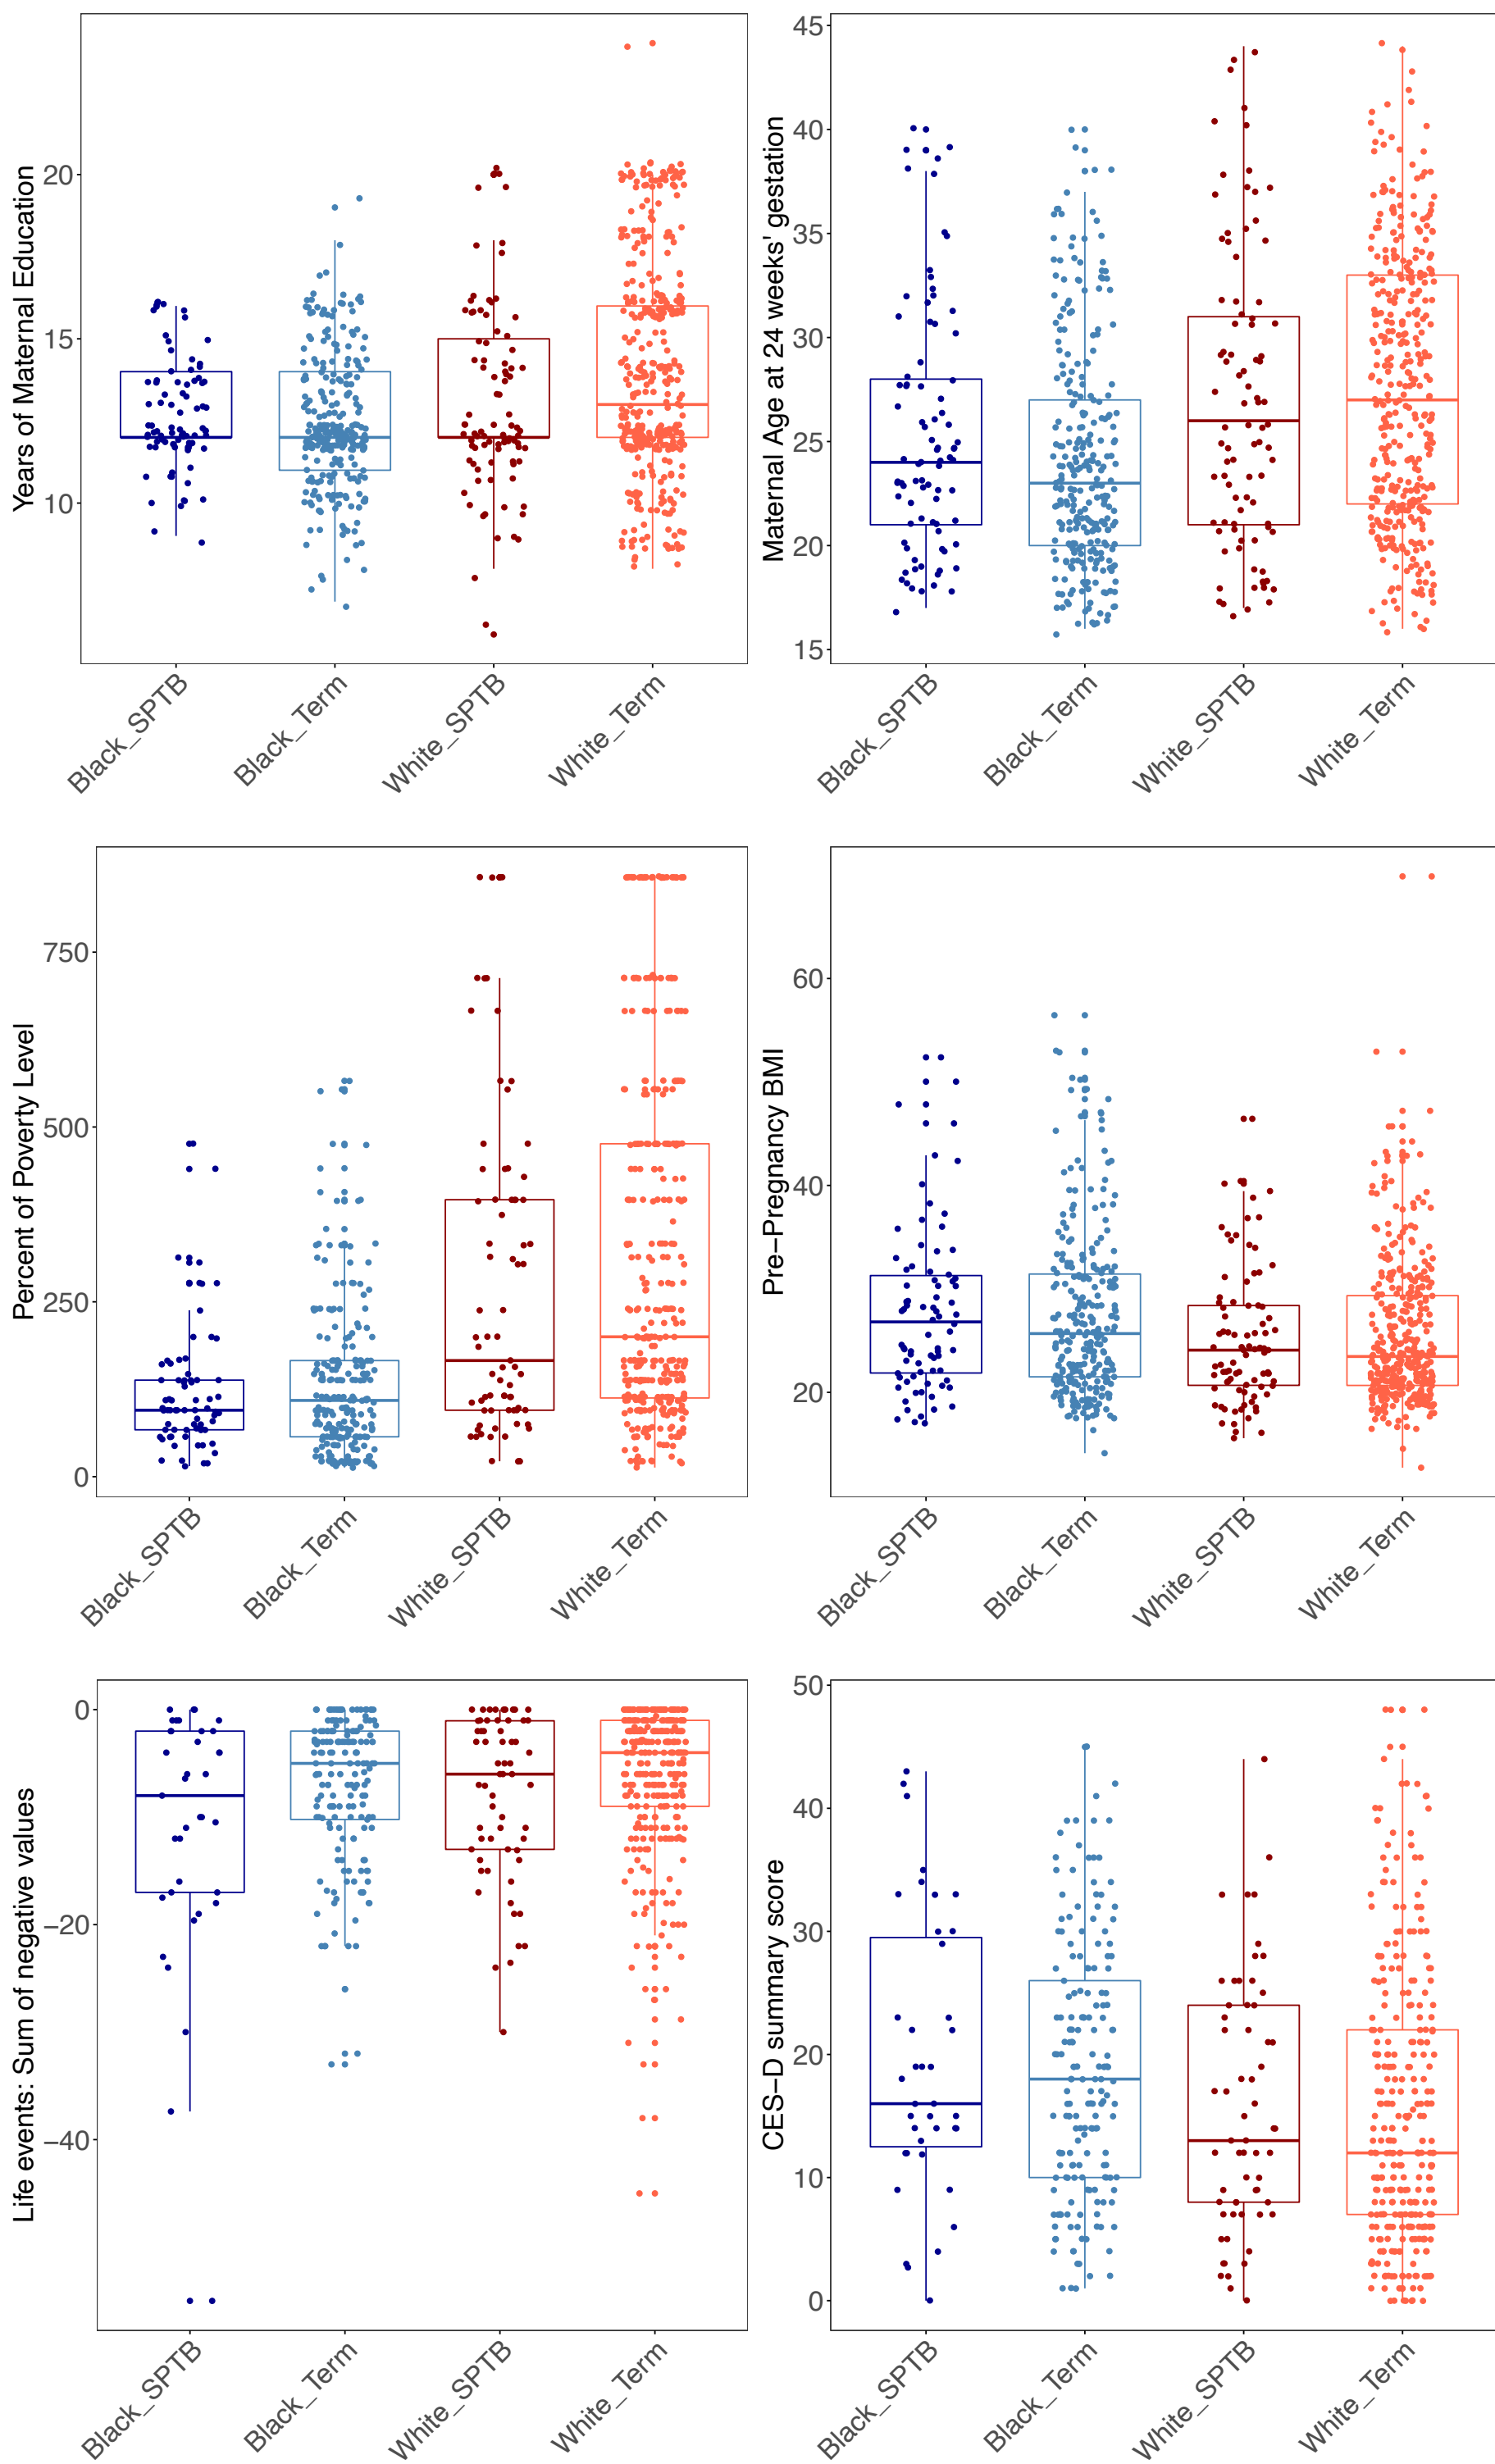 Years of Maternal Education
20
15
10
Black_SPTB
Black_Term
White_SPTB
White_Term
Maternal Age at 24 weeks' gestation
45
40
35
30
25
20
15
Black_SPTB
Black_Term
White_SPTB
White_Term
Percent of Poverty Level
750
500
250
0
Black_SPTB
Black_Term
White_SPTB
White_Term
Pre−Pregnancy BMI
60
40
20
Black_SPTB
Black_Term
White_SPTB
White_Term
Life events: Sum of negative values
0
−20
−40
Black_SPTB
Black_Term
White_SPTB
White_Term
CES−D summary score
50
40
30
20
10
0
Black_SPTB
Black_Term
White_SPTB
White_Term